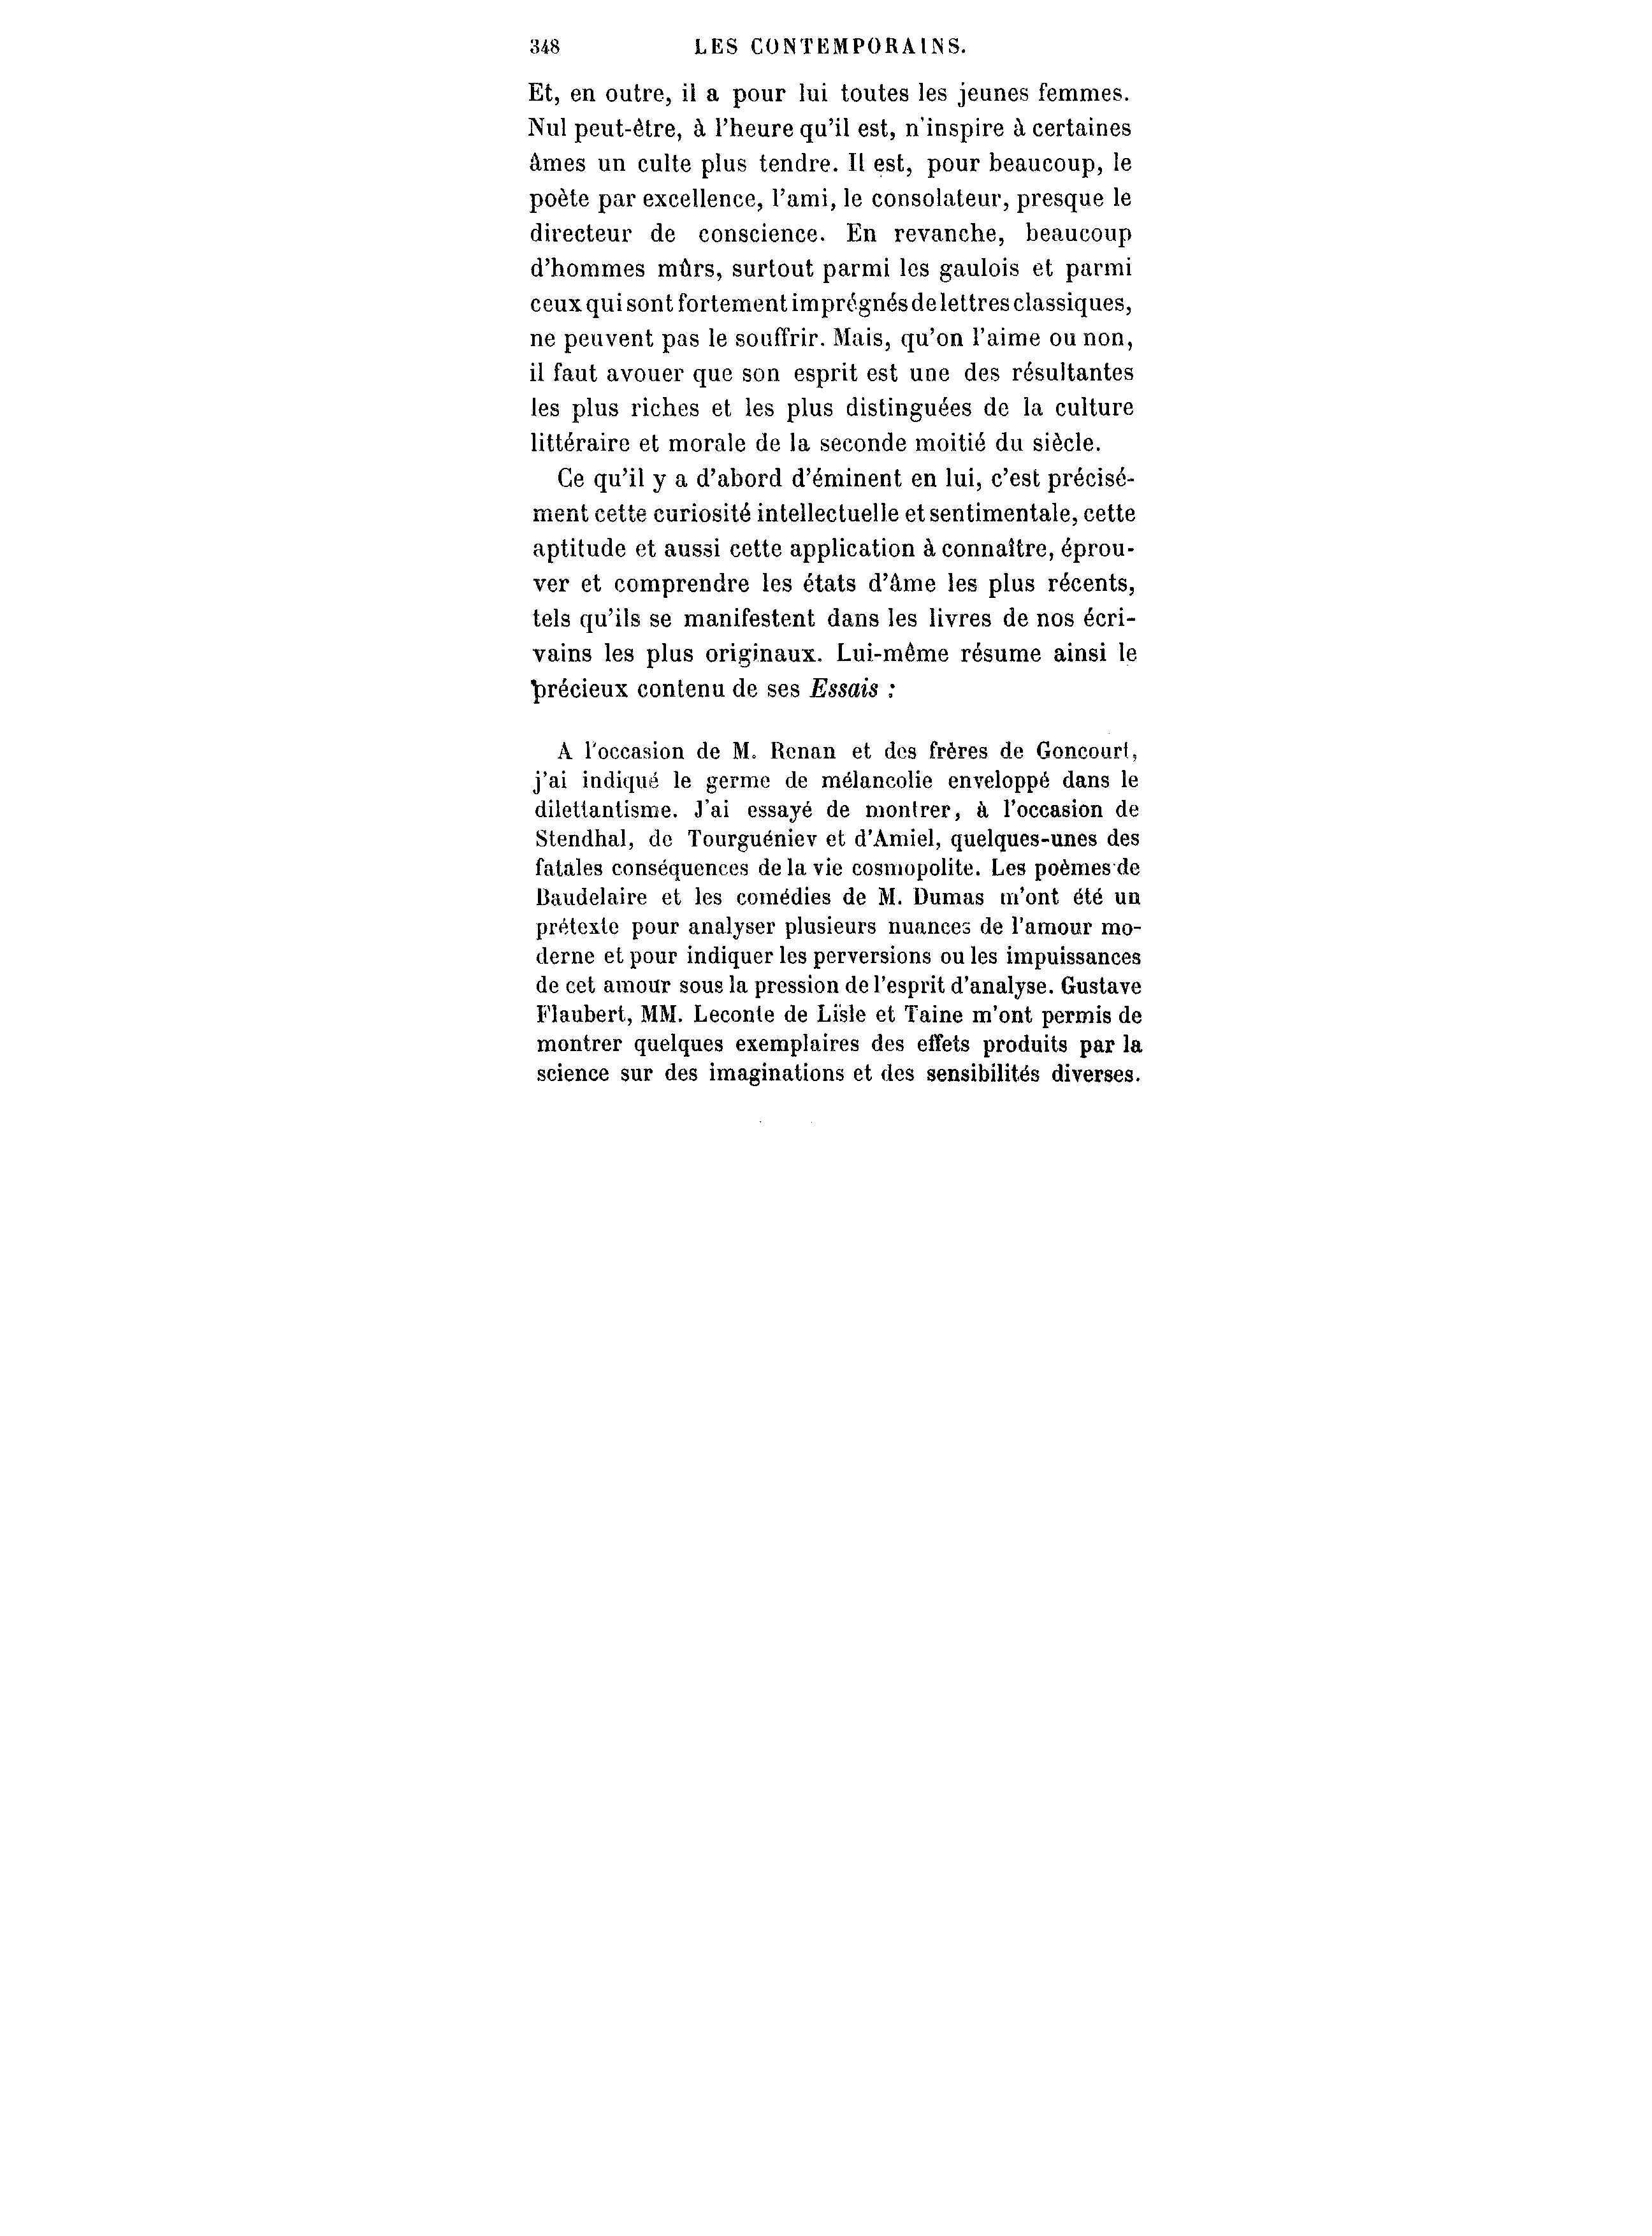 348 LES CONTEMPORAINS.
Et, en outre, il a pour lui toutes les jeunes femmes.
Nul peut-être, à l'heure qu'il est, n'inspire à certaines
âmes un culte plus tendre. Il est, pour beaucoup, le
poète par excellence, l'ami, le consolateur, presque le
directeur de conscience. En revanche, beaucoup
d'hommes mûrs, surtout parmi les gaulois et parmi
ceux qui sont fortement imprégnés de lettres classiques,
ne peuvent pas le souffrir. Mais, qu'on l'aime ou non,
il faut avouer que son esprit est une des résultantes
les plus riches et les plus distinguées de la culture
littéraire et morale de la seconde moitié du siècle.
Ce qu'il y a d'abord d'éminent en lui, c'est précisé-
ment cette curiosité intellectuelle et sentimentale, cette
aptitude et aussi cette application à connaître, éprou-
ver et comprendre les états d'âme les plus récents,
tels qu'ils se manifestent dans les livres de nos écri-
vains les plus originaux. Lui-même résume ainsi le
précieux contenu de ses Essais :
A l'occasion de M. Renan et des frères de Goncourt,
j'ai indiqué le germe de mélancolie enveloppé dans le
dilettantisme. J'ai essayé de montrer, à l'occasion de
Stendhal, de Tourguéniev et d'Amiel, quelques-unes des
fatales conséquences de la vie cosmopolite. Les poèmes de
Baudelaire et les comédies de M. Dumas m'ont été un
prétexte pour analyser plusieurs nuances de l'amour mo-
derne et pour indiquer les perversions ou les impuissances
de cet amour sous la pression de l'esprit d'analyse. Gustave
Flaubert, MM. Leconte de Lisle et Taine m'ont permis de
montrer quelques exemplaires des effets produits par la
science sur des imaginations et des sensibilités diverses.